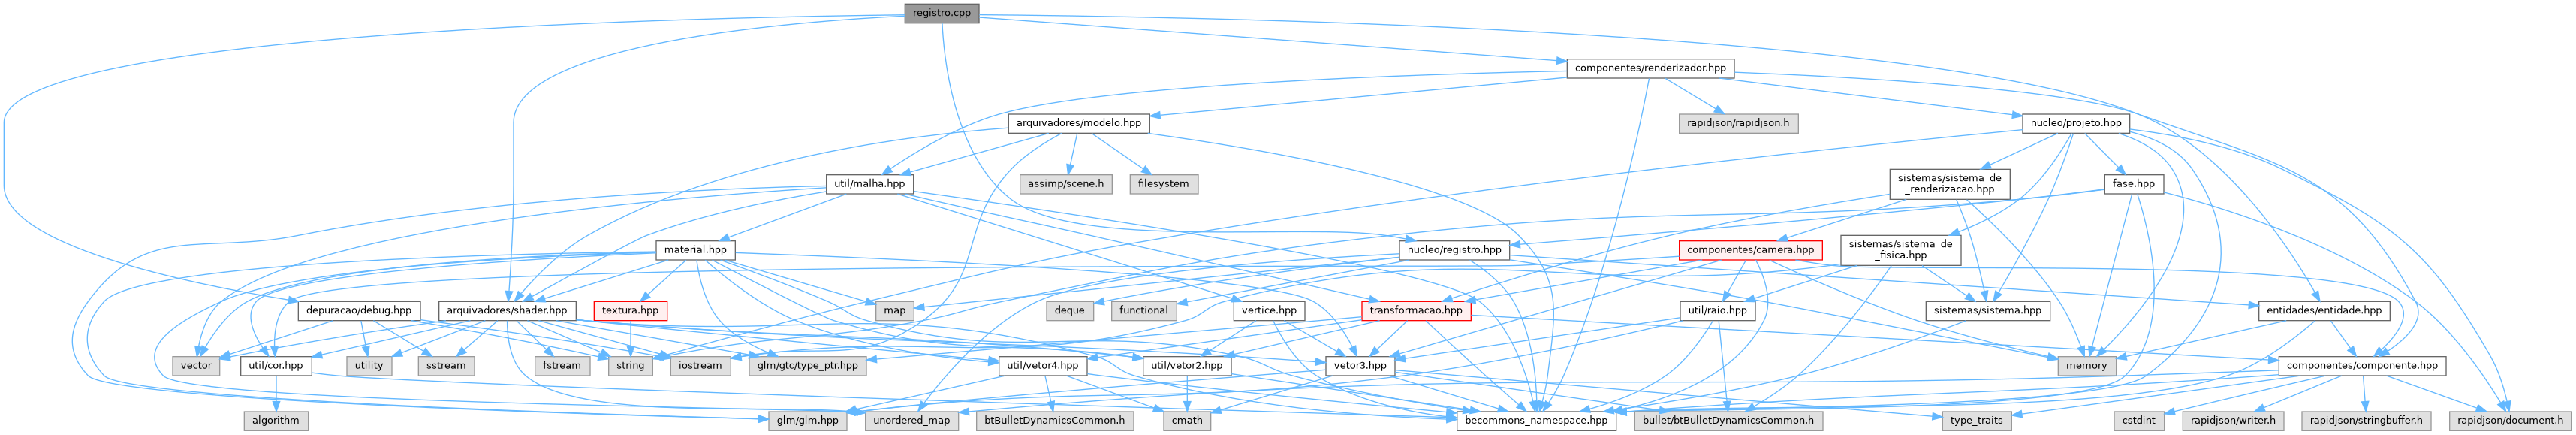 registro.cpp
componentes/renderizador.hpp
arquivadores/modelo.hpp
rapidjson/rapidjson.h
nucleo/projeto.hpp
util/malha.hpp
assimp/scene.h
filesystem
sistemas/sistema_de
_renderizacao.hpp
fase.hpp
material.hpp
nucleo/registro.hpp
componentes/camera.hpp
sistemas/sistema_de
_fisica.hpp
depuracao/debug.hpp
arquivadores/shader.hpp
textura.hpp
map
deque
functional
vertice.hpp
transformacao.hpp
util/raio.hpp
sistemas/sistema.hpp
entidades/entidade.hpp
vector
util/cor.hpp
utility
sstream
fstream
string
iostream
glm/gtc/type_ptr.hpp
util/vetor4.hpp
util/vetor2.hpp
vetor3.hpp
memory
componentes/componente.hpp
algorithm
glm/glm.hpp
unordered_map
btBulletDynamicsCommon.h
cmath
becommons_namespace.hpp
bullet/btBulletDynamicsCommon.h
type_traits
cstdint
rapidjson/writer.h
rapidjson/stringbuffer.h
rapidjson/document.h